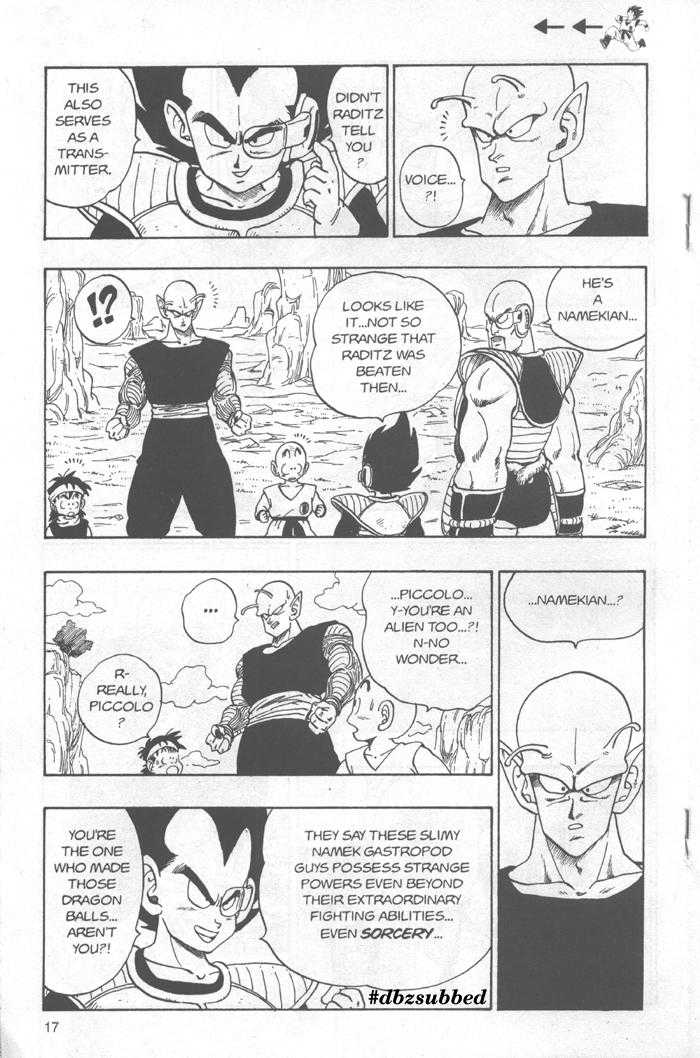 VOICE...
?!
DIDN'T
RADITZ
TELL
YOU
?
THIS
ALSO
SERVES
AS A
TRANS-
MITTER.
HE'S
A
NAMEKIAN...
LOOKS LIKE
IT...NOT SO
STRANGE THAT
RADITZ WAS
BEATEN
THEN...
!?
...NAMEKIAN...?
...PICCOLO...
Y-YOU'RE AN
ALIEN TOO...?!
N-NO
WONDER...
...
R-
REALLY,
PICCOLO
?
THEY SAY THESE SLIMY
NAMEK GASTROPOD
GUYS POSSESS STRANGE
POWERS EVEN BEYOND
THEIR EXTRAORDINARY
FIGHTING ABILITIES...
EVEN SORCERY...
YOU'RE
THE ONE
WHO MADE
THOSE
DRAGON
BALLS...
AREN'T
YOU?!
#dbzsubbed
17